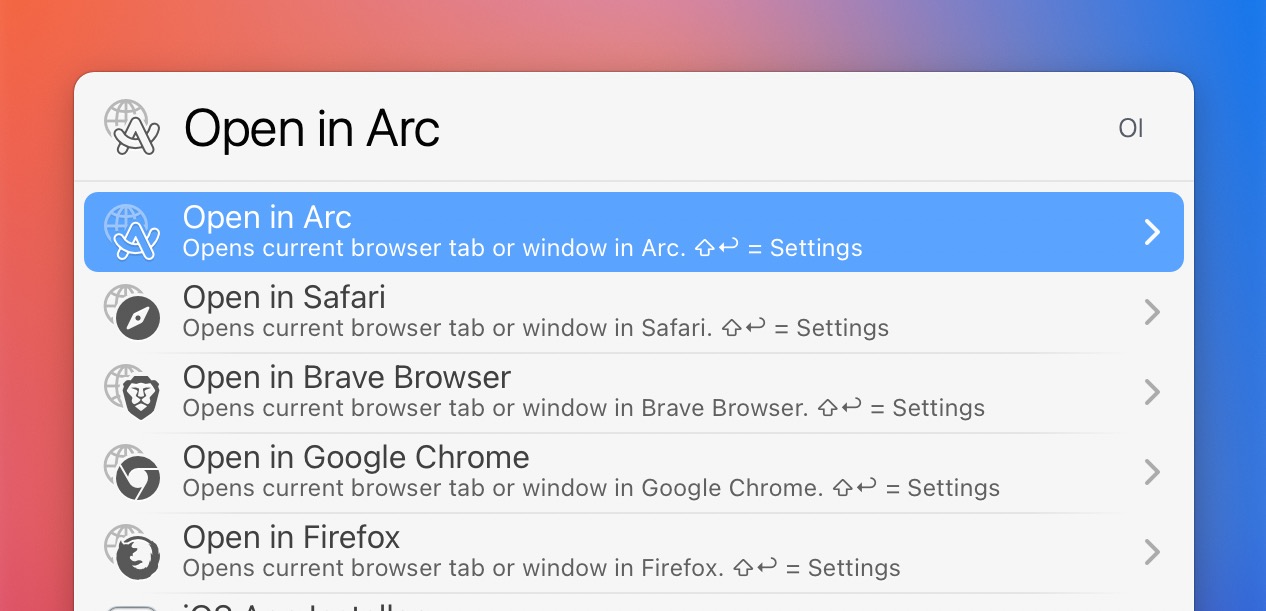 Open in Arc OI
Open in Arc
Opens current browser tab or window in Arc. ⇧↩ = Settings
Open in Safari
Opens current browser tab or window in Safari. ⇧↩ = Settings
Open in Brave Browser
Opens current browser tab or window in Brave Browser. ⇧↩ = Settings
Open in Google Chrome
Opens current browser tab or window in Google Chrome. ⇧↩ = Settings
Open in Firefox
Opens current browser tab or window in Firefox. ⇧↩ = Settings